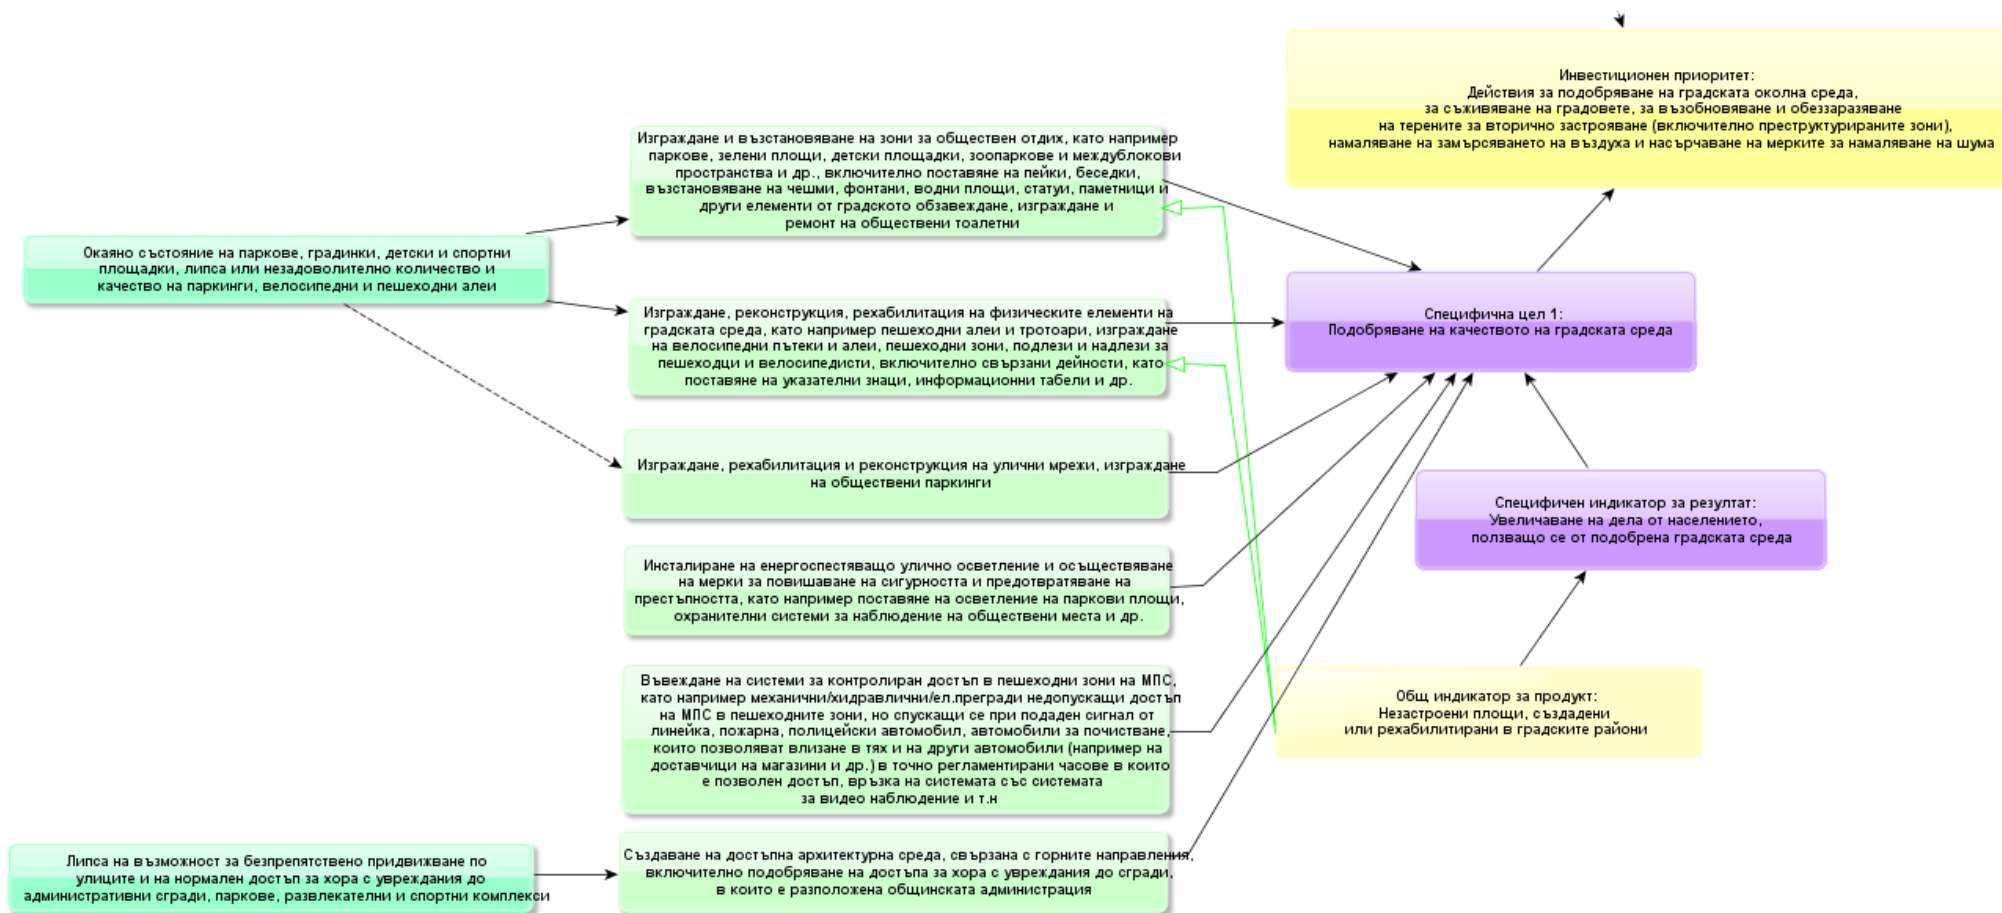 Инвестиционен приоритет:
Действия за подобряване на градската околна среда,
за съживяване на градовете, за възобновяване и обеззаразяване
на терените за вторично застрояване (включително преструктурираните зони),
намаляване на замърсяването на въздуха и насърчаване на мерките за намаляване на шума
Изграждане и възстановяване на зони за обществен отдих, като например
паркове, зелени площи, детски площадки, зоопаркове и междублокови
пространства и др., включително поставяне на пейки, беседки,
възстановяване на чешми, фонтани, водни площи, статуи, паметници и
други елементи от градското обзавеждане, изграждане и
ремонт на обществени тоалетни
Окаяно състояние на паркове, градинки, детски и спортни
площадки, липса или незадоволително количество и
качество на паркинги, велосипедни и пешеходни алеи
Изграждане, реконструкция, рехабилитация на физическите елементи на
градската среда, като например пешеходни алеи и тротоари, изграждане
на велосипедни пътеки и алеи, пешеходни зони, подлези и надлези за
пешеходци и велосипедисти, включително свързани дейности, като
поставяне на указателни знаци, информационни табели и др.
Специфична цел 1:
Подобряване на качеството на градската среда
Изграждане, рехабилитация и реконструкция на улични мрежи, изграждане
на обществени паркинги
Специфичен индикатор за резултат:
Увеличаване на дела от населението,
ползващо се от подобрена градската среда
Инсталиране на енергоспестяващо улично осветление и осъществяване
на мерки за повишаване на сигурността и предотвратяване на
престъпността, като например поставяне на осветление на паркови площи,
охранителни системи за наблюдение на обществени места и др.
Въвеждане на системи за контролиран достъп в пешеходни зони на МПС,
като например механични/хидравлични/ел.прегради недопускащи достъп
на МПС в пешеходните зони, но спускащи се при подаден сигнал от
линейка, пожарна, полицейски автомобил, автомобили за почистване,
които позволяват влизане в тях и на други автомобили (например на
доставчици на магазини и др.) в точно регламентирани часове в които
е позволен достъп, връзка на системата със системата
за видео наблюдение и т.н
Общ индикатор за продукт:
Незастроени площи, създадени
или рехабилитирани в градските райони
Липса на възможност за безпрепятствено придвижване по
улиците и на нормален достъп за хора с увреждания до
административни сгради, паркове, развлекателни и спортни комплекси
Създаване на достъпна архитектурна среда, свързана с горните направления,
включително подобряване на достъпа за хора с увреждания до сгради,
в които е разположена общинската администрация